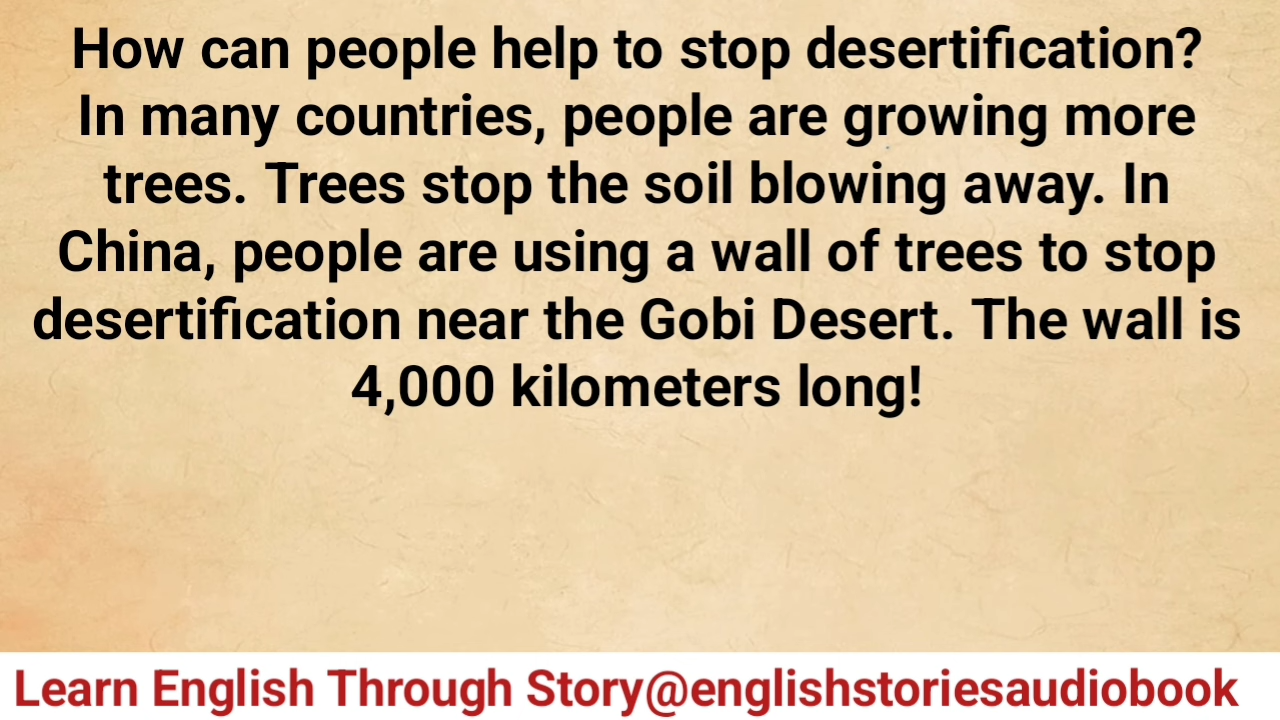 How can people help to stop desertification?
In many countries, people are growing more
trees. Trees stop the soil blowing away. In
China, people are using a wall of trees to stop
desertification near the Gobi Desert. The wall is
4,000 kilometers long!
Learn English Through Story@englishstoriesaudiobook